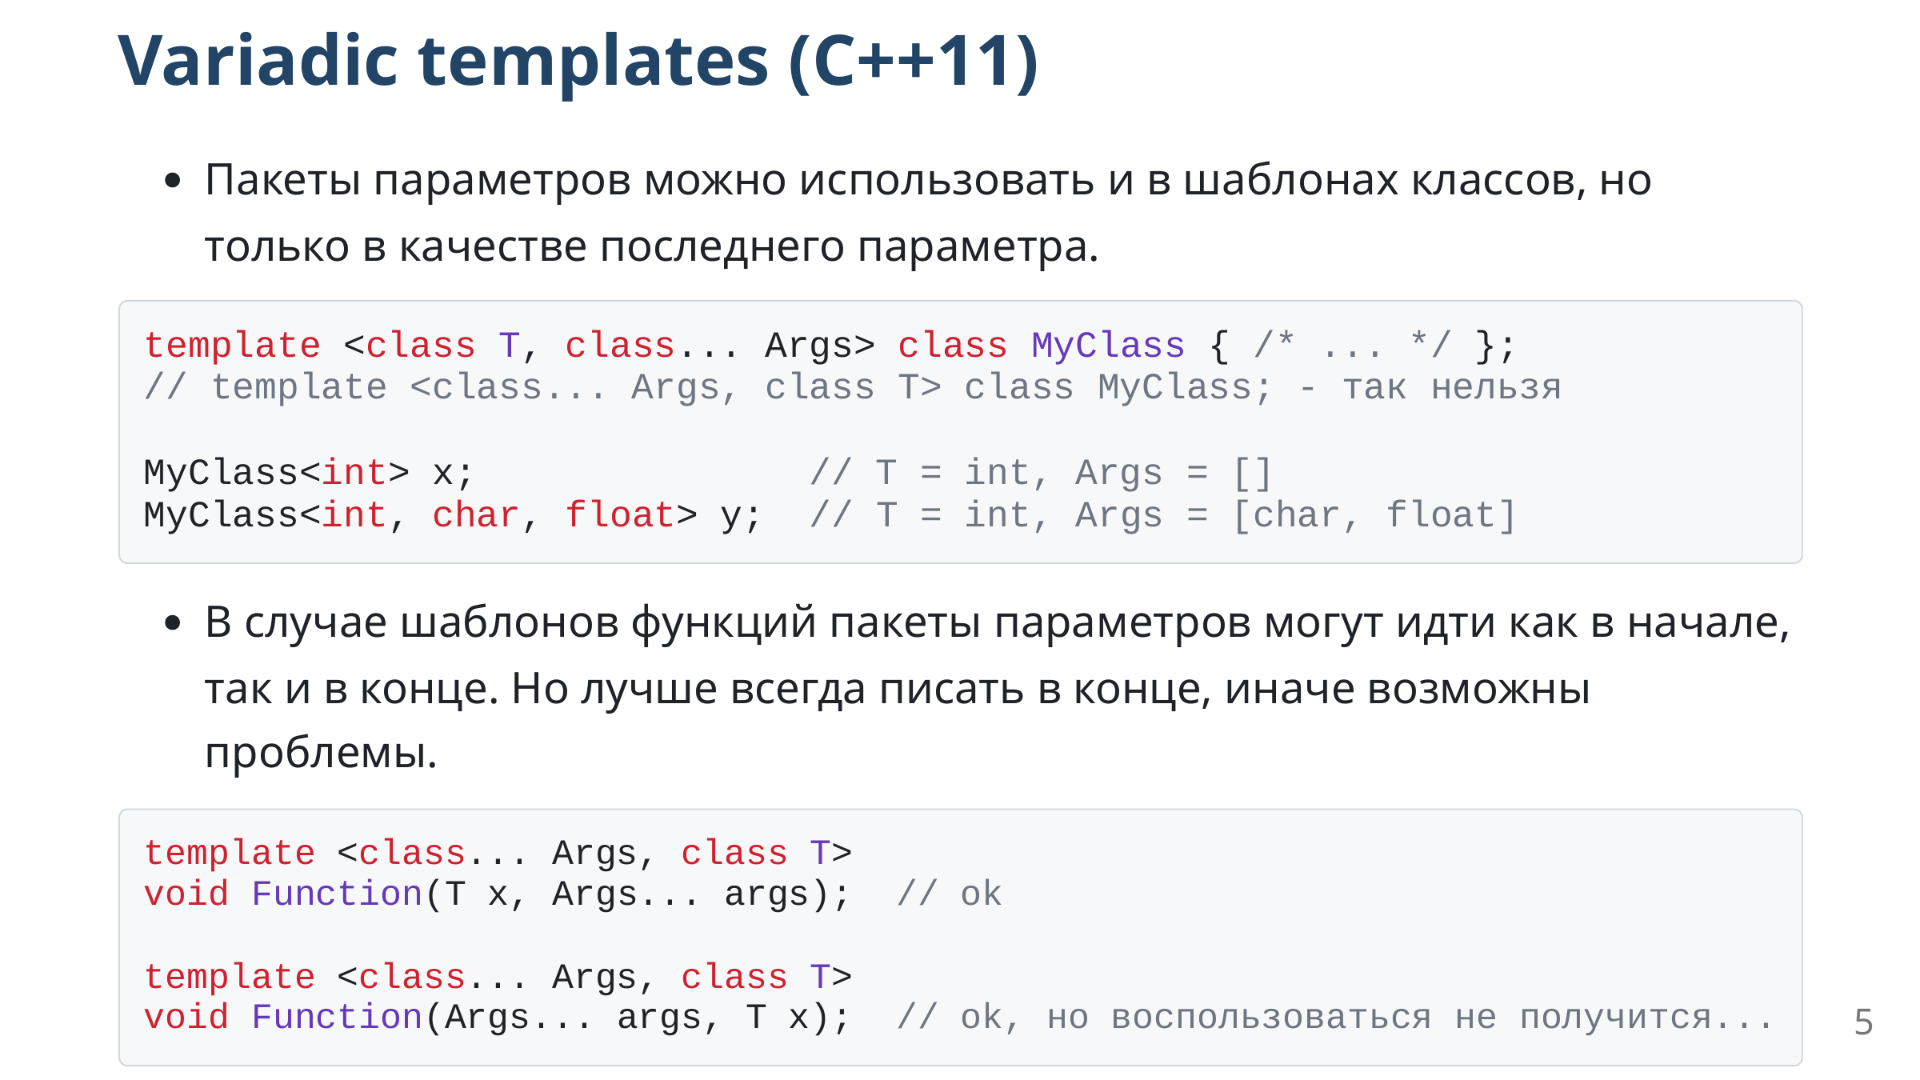 Variadic templates (C++11)
• Пакеты параметров можно использовать и в шаблонах классов, но
только в качестве последнего параметра.
template <class T, class... Args> class MyClass { /* ... */ };
// template <class... Args, class T> class MyClass; - так нельзя
MyClass<int> x;               // T = int, Args = []
MyClass<int, char, float> y;  // T = int, Args = [char, float]
• В случае шаблонов функций пакеты параметров могут идти как в начале,
так и в конце. Но лучше всегда писать в конце, иначе возможны
проблемы.
template <class... Args, class T>
void Function(T x, Args... args);  // ok
template <class... Args, class T>
void Function(Args... args, T x);  // ok, но воспользоваться не получится...
5